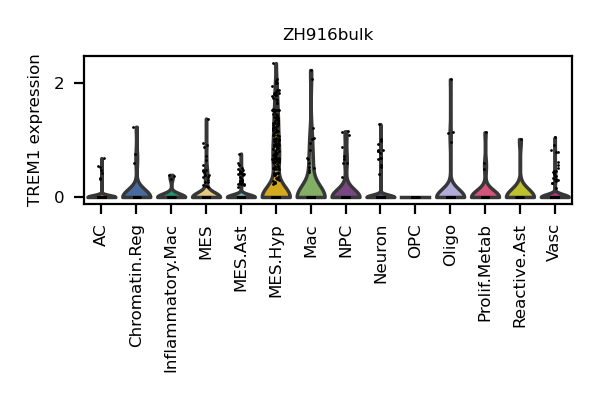 ZH916bulk
TREM1 expression
2
0
AC
Chromatin.Reg
Inflammatory.Mac
MES
MES.Ast
MES.Hyp
Mac
NPC
Neuron
OPC
Oligo
Prolif.Metab
Reactive.Ast
Vasc